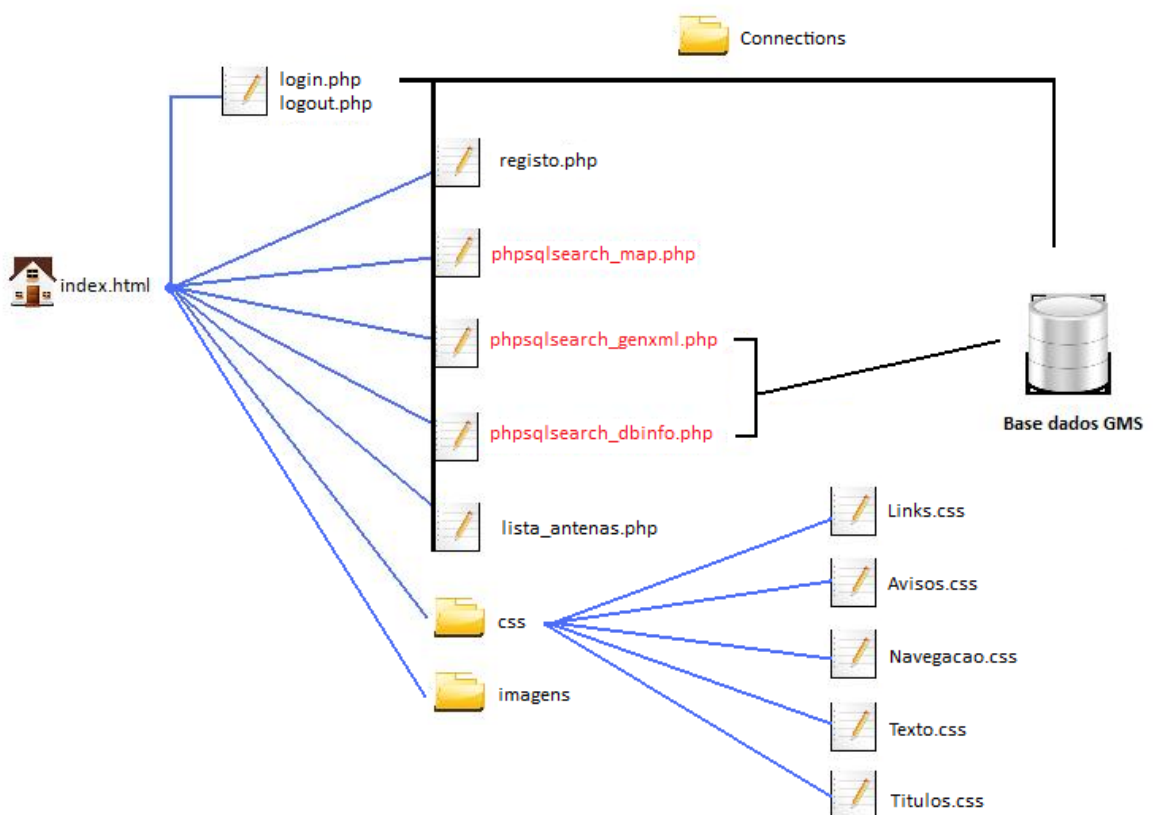 Connections
login.php
logout.php
registo.php
phpsqlsearch_map.php
index.html
phpsqlsearch_genxml.php
phpsqlsearch_dbinfo.php
Base dados GMS
lista_antenas.php
Links.css
Avisos.css
css
Navegacao.css
imagens
Texto.css
Titulos.css